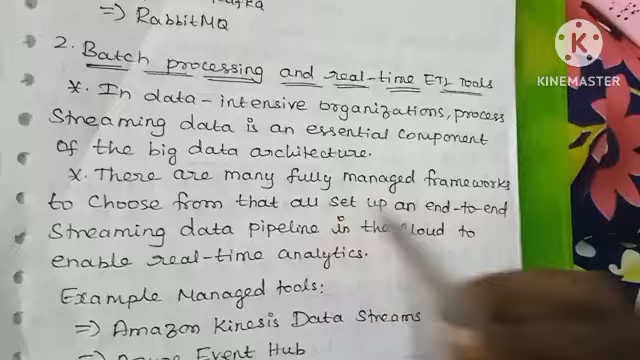 => RabbitMQ
2. Batch processing and real-time ETL Tools
*. In data-intensive organizations, process
Streaming data is an essential component
of the big data architecture.
*. There are many fully managed frameworks
to choose from that all set up an end-to-end
Streaming data pipeline in the cloud to
enable real-time analytics.
Example Managed tools:
=> Amazon Kinesis Data Streams
=> Azure Event Hub
K
KINEMASTER